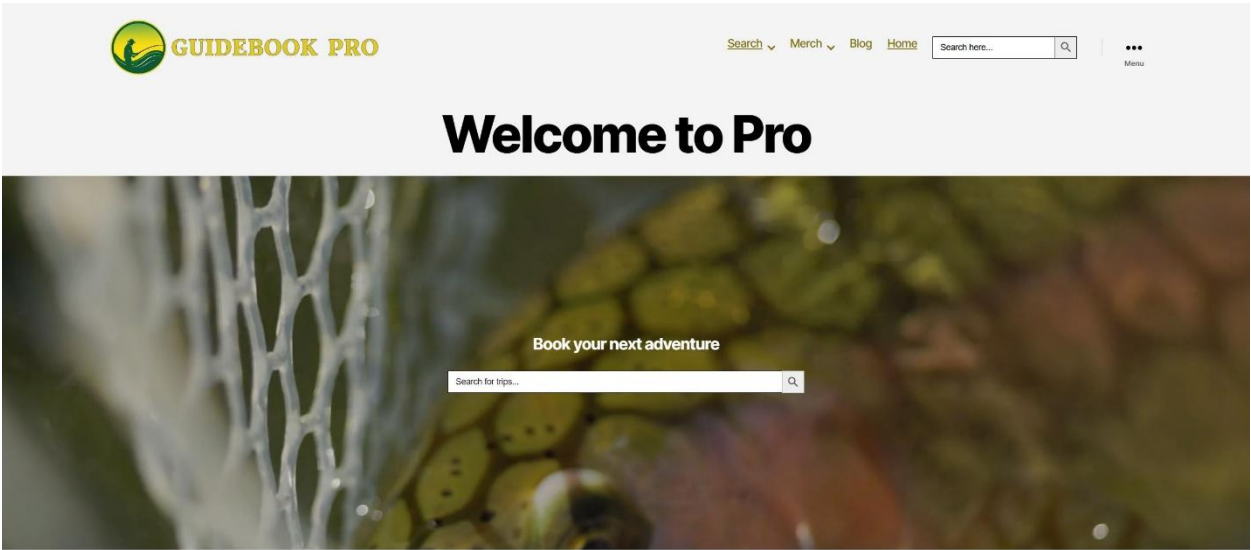 GUIDEBOOK PRO
Search Merch Blog Home Search here...
Menu
Welcome to Pro
Book your next adventure
Search for trips...